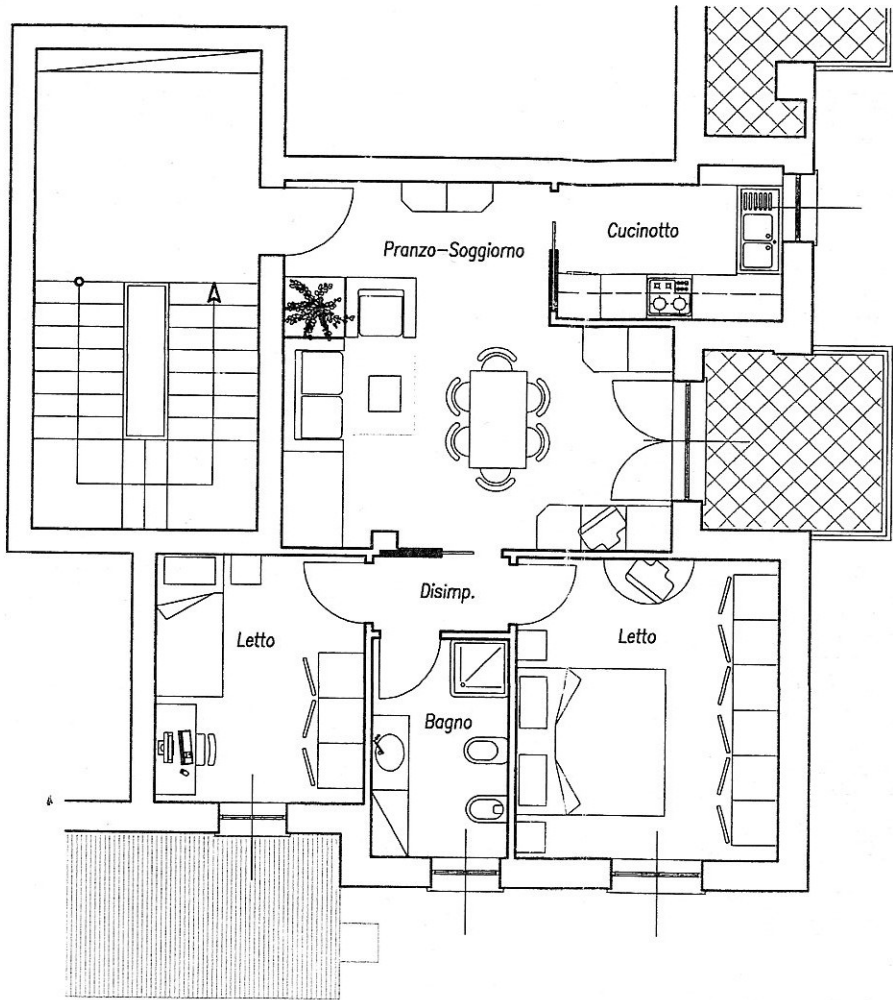 Cucinotto
Pranzo-Soggiorno
Disimp.
Letto
Letto
Bagno